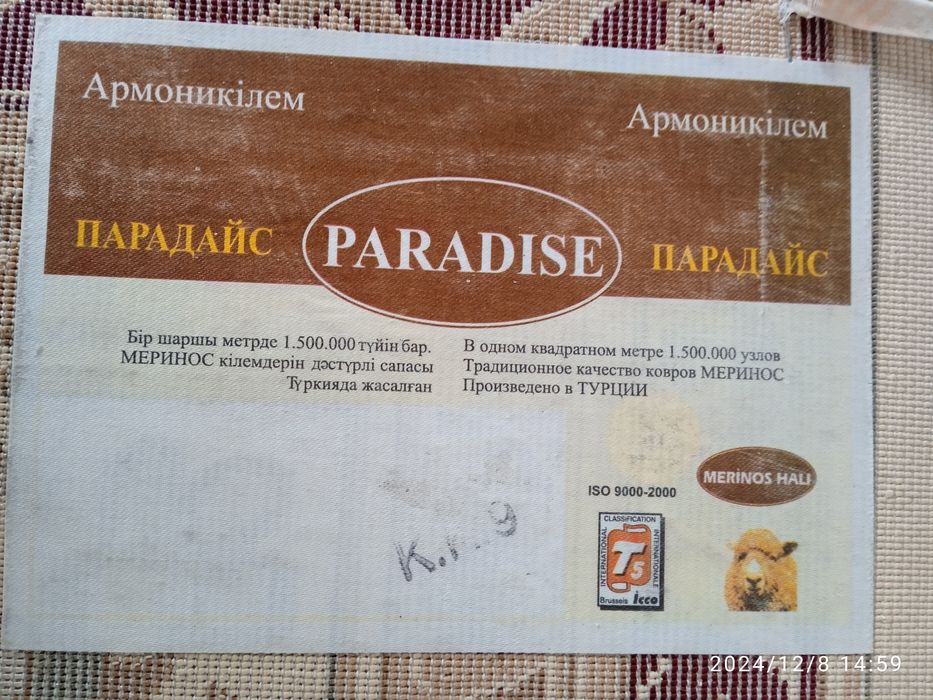 Армоникілем
Армоникілем
ПАРАДАЙС
PARADISE
ПАРАДАЙС
Бір шаршы метрде 1.500.000 түйін бар.
МЕРИНОС кілемдерін дәстүрлі сапасы
Түркияда жасалған
В одном квадратном метре 1.500.000 узлов
Традиционное качество ковров МЕРИНОС
Произведено в ТУРЦИИ
MERİNOS HALI
ISO 9000-2000
CLASSIFICATION
INTERNATIONAL
INTERNATIONALE
T5
Brussels icco
2024/12/8 14:59